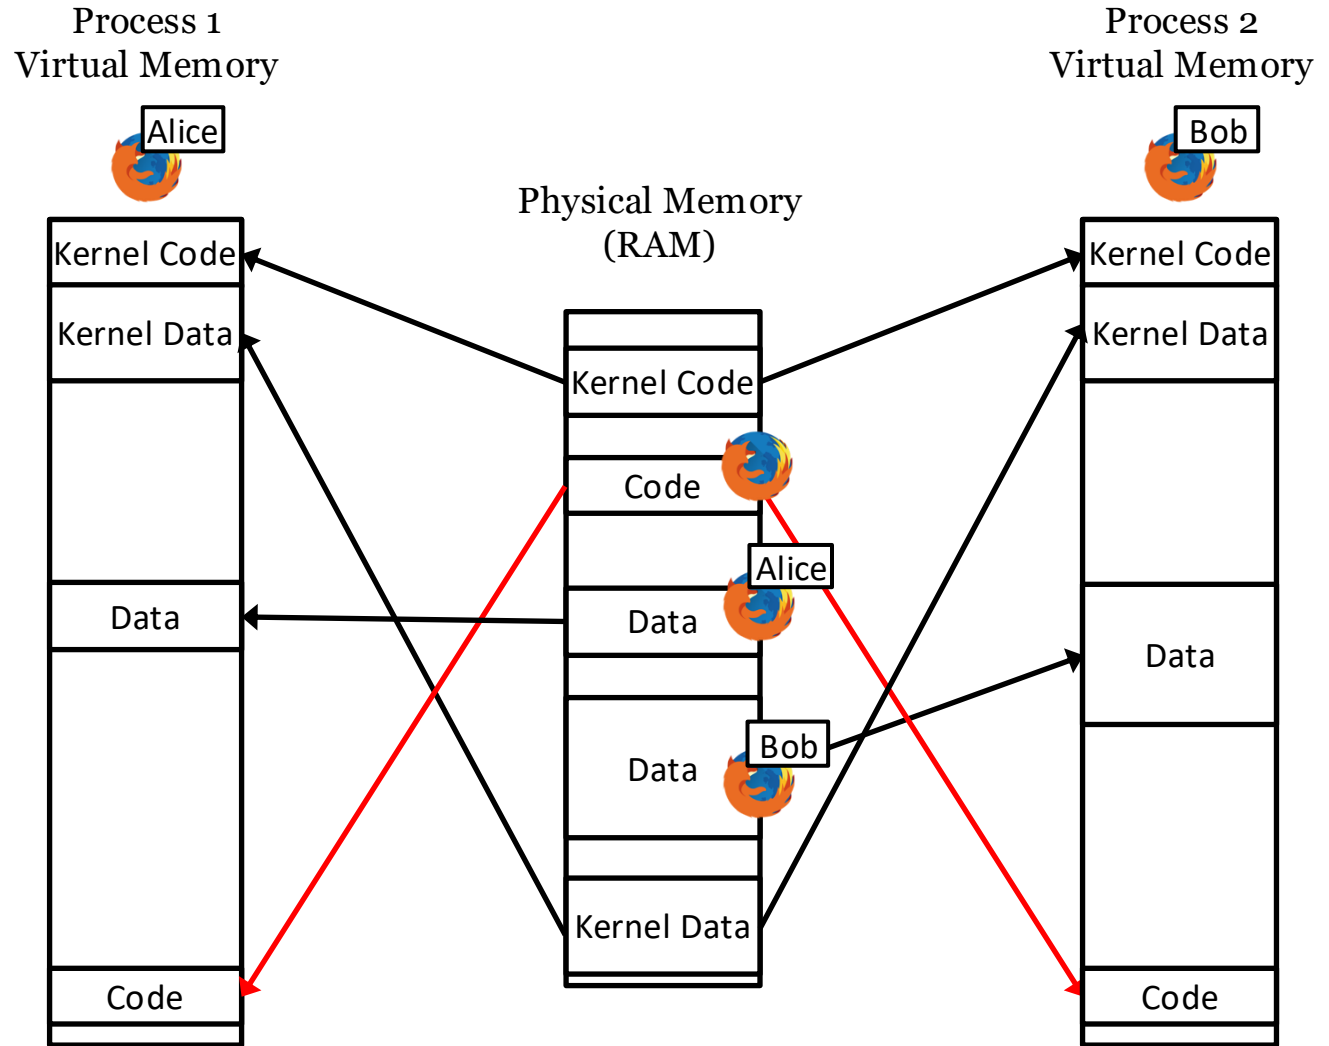 Process 1
Virtual Memory
Alice
Kernel Code
Kernel Data
Data
Code
Physical Memory
(RAM)
Kernel Code
Code
Alice
Data
Bob
Data
Kernel Data
Process 2
Virtual Memory
Bob
Kernel Code
Kernel Data
Data
Code